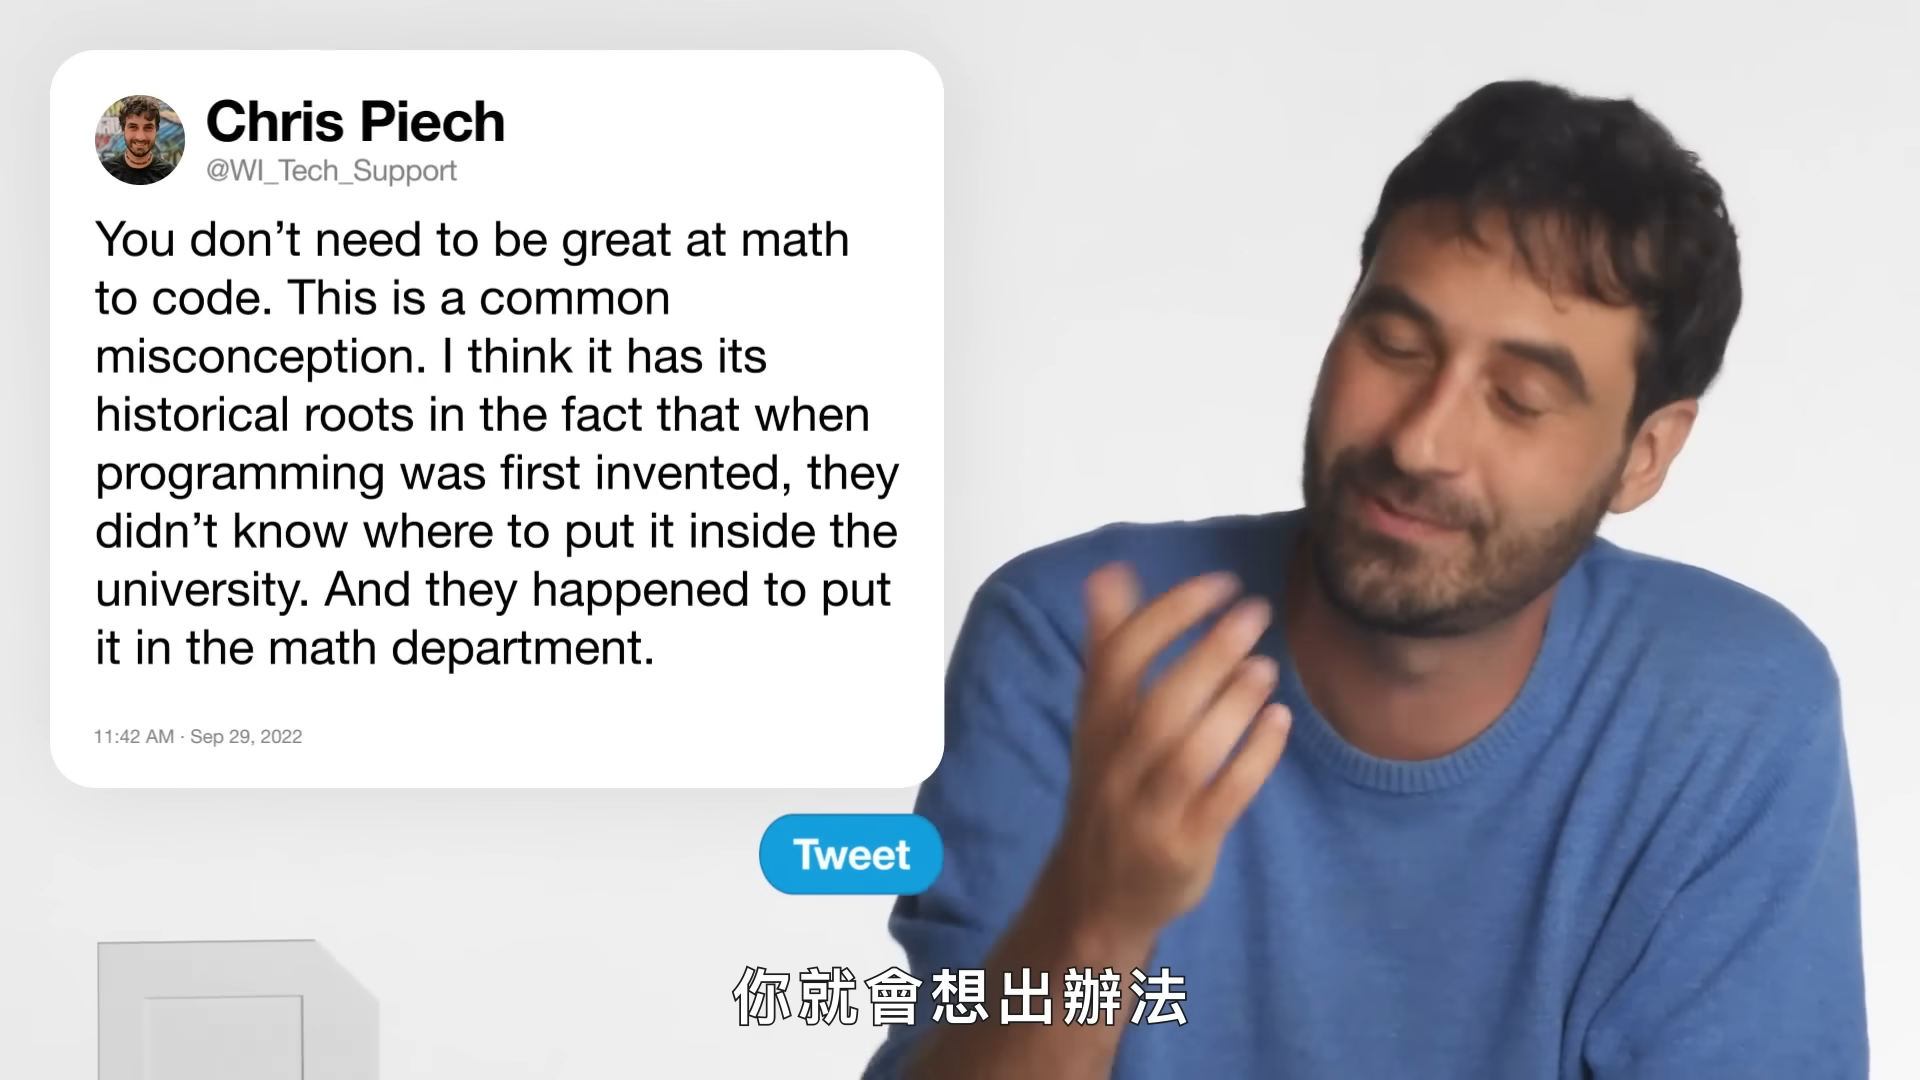 Chris Piech
@WI_Tech_Support
You don’t need to be great at math
to code. This is a common
misconception. I think it has its
historical roots in the fact that when
programming was first invented, they
didn’t know where to put it inside the
university. And they happened to put
it in the math department.
11:42 AM · Sep 29, 2022
Tweet
你就會想出辦法